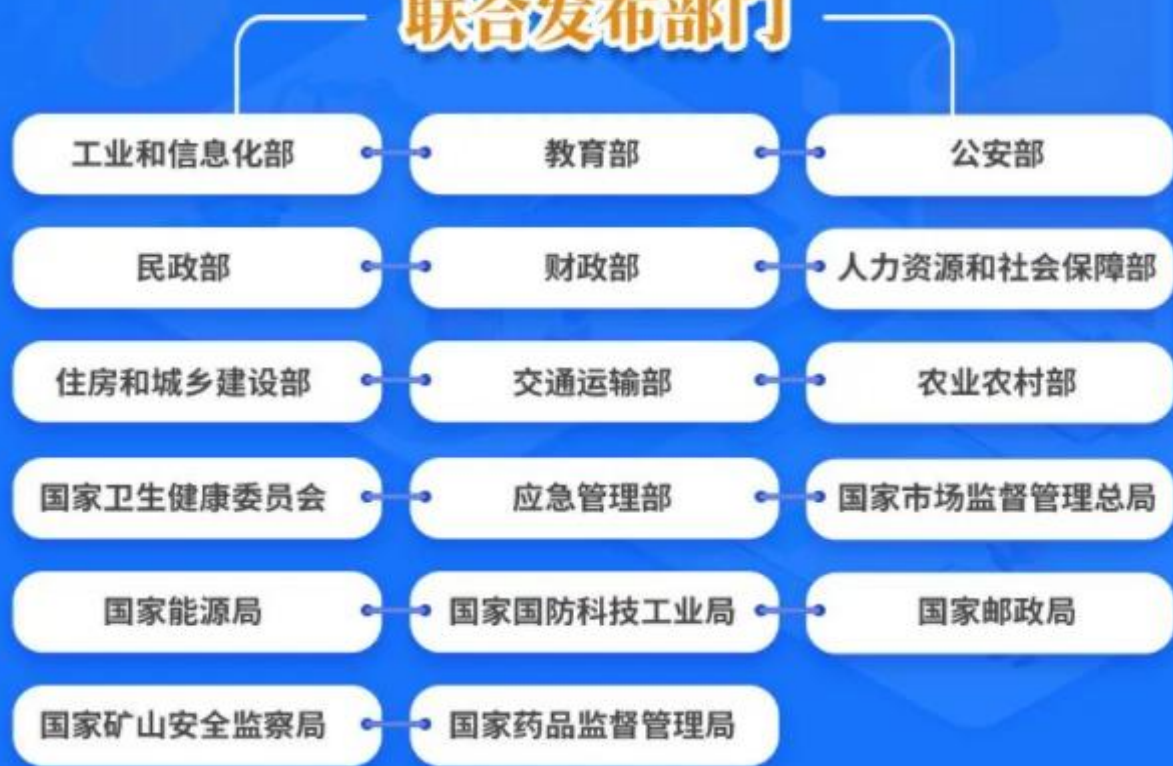 联合发布部门
工业和信息化部 教育部 公安部
民政部 财政部 人力资源和社会保障部
住房和城乡建设部 交通运输部 农业农村部
国家卫生健康委员会 应急管理部 国家市场监督管理总局
国家能源局 国家国防科技工业局 国家邮政局
国家矿山安全监察局 国家药品监督管理局